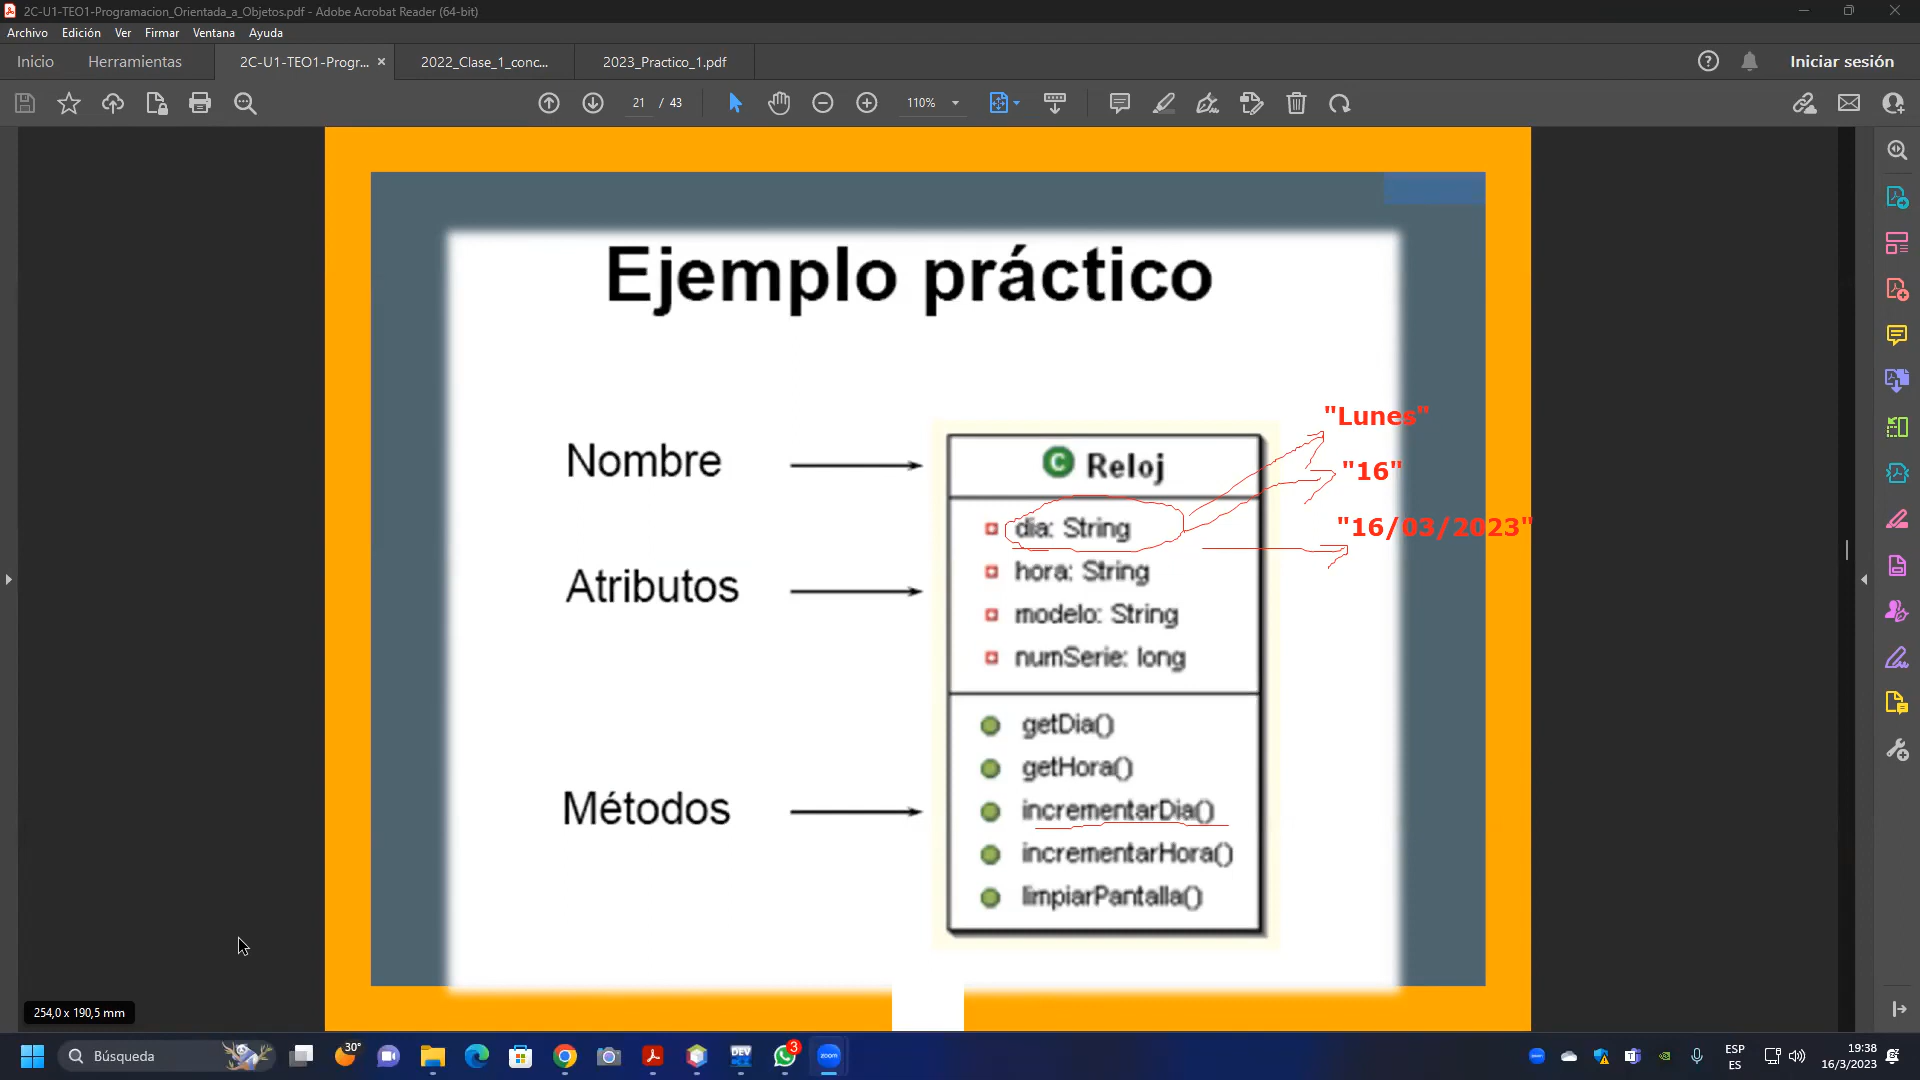 2C-U1-TEO1-Programacion_Orientada_a_Objetos.pdf - Adobe Acrobat Reader (64-bit)
Archivo Edición Ver Firmar Ventana Ayuda
Inicio Herramientas 2C-U1-TEO1-Progr... × 2022_Clase_1_conc... 2023_Practico_1.pdf Iniciar sesión
21 / 43 110%
Ejemplo práctico
"Lunes"
Nombre C Reloj "16"
dia: String "16/03/2023"
hora: String
Atributos
modelo: String
numSerie: long
getDia()
getHora()
Métodos incrementarDia()
incrementarHora()
limpiarPantalla()
254,0 x 190,5 mm
Búsqueda 30° DEV 3 zoom ESP 19:38
ES 16/3/2023